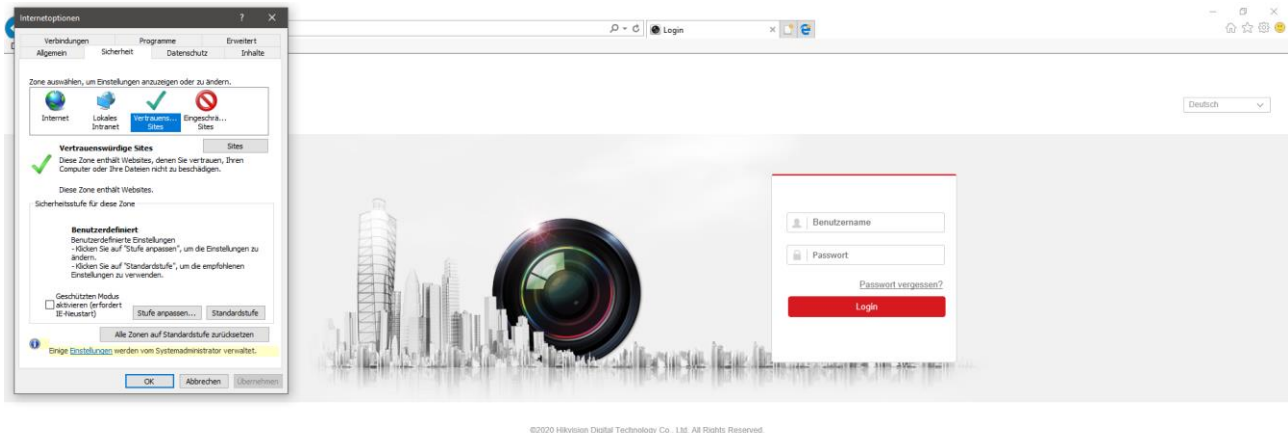 Internetoptionen
Verbindungen Programme Erweitert
Allgemein Sicherheit Datenschutz Inhalte
Zone auswählen, um Einstellungen anzuzeigen oder zu ändern.
Internet
Lokales
Intranet
Vertrauens...
Sites
Eingeschrä...
Sites
Vertrauenswürdige Sites
Sites
Diese Zone enthält Websites, denen Sie vertrauen, Ihren
Computer oder Ihre Dateien nicht zu beschädigen.
Diese Zone enthält Websites.
Sicherheitsstufe für diese Zone
Benutzerdefiniert
Benutzerdefinierte Einstellungen
- Klicken Sie auf "Stufe anpassen", um die Einstellungen zu
ändern.
- Klicken Sie auf "Standardstufe", um die empfohlenen
Einstellungen zu verwenden.
Geschützten Modus
aktivieren (erfordert
IE-Neustart)
Stufe anpassen... Standardstufe
Alle Zonen auf Standardstufe zurücksetzen
Einige Einstellungen werden vom Systemadministrator verwaltet.
OK Abbrechen Übernehmen
Login
Deutsch
Benutzername
Passwort
Passwort vergessen?
Login
©2020 Hikvision Digital Technology Co., Ltd. All Rights Reserved.